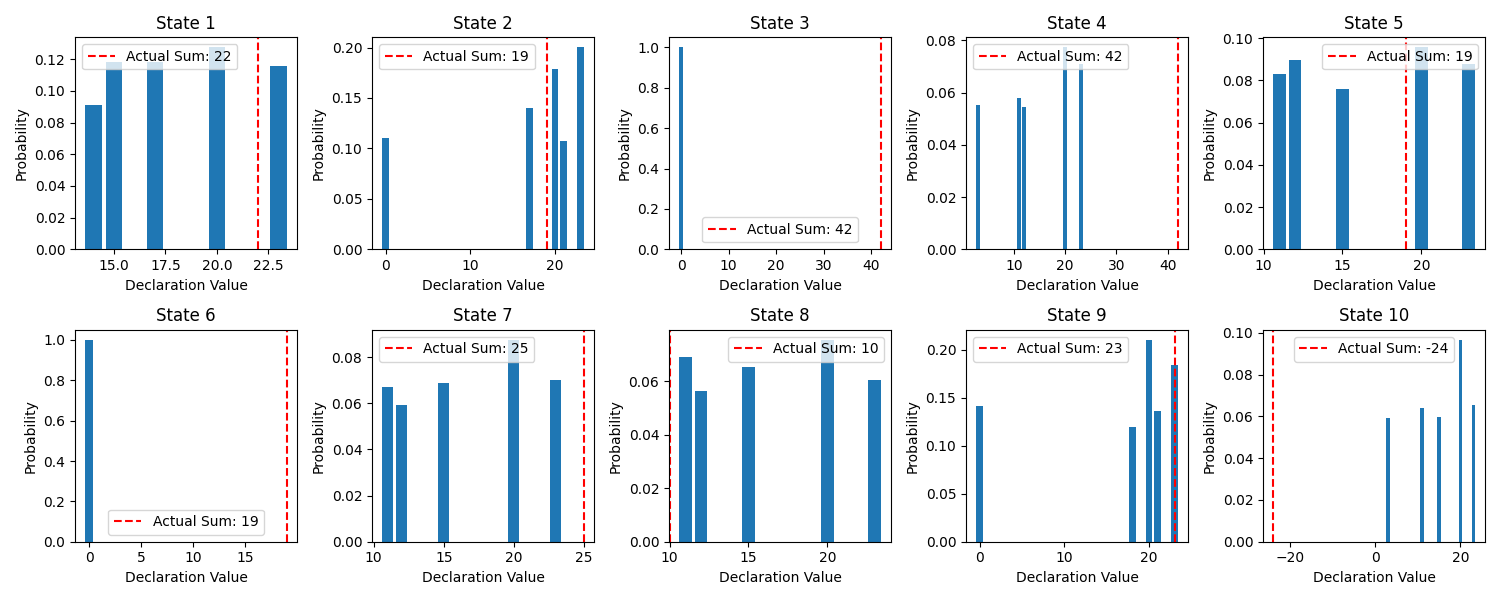 State 1
0.12
0.10
0.08
0.06
0.04
0.02
0.00
Probability
Actual Sum: 22
15.0 17.5 20.0 22.5
Declaration Value
State 2
0.20
0.15
0.10
0.05
0.00
Probability
Actual Sum: 19
0 10 20
Declaration Value
State 3
1.0
0.8
0.6
0.4
0.2
0.0
Probability
Actual Sum: 42
0 10 20 30 40
Declaration Value
State 4
0.08
0.06
0.04
0.02
0.00
Probability
Actual Sum: 42
10 20 30 40
Declaration Value
State 5
0.10
0.08
0.06
0.04
0.02
0.00
Probability
Actual Sum: 19
10 15 20
Declaration Value
State 6
1.0
0.8
0.6
0.4
0.2
0.0
Probability
Actual Sum: 19
0 5 10 15
Declaration Value
State 7
0.08
0.06
0.04
0.02
0.00
Probability
Actual Sum: 25
10 15 20 25
Declaration Value
State 8
0.06
0.04
0.02
0.00
Probability
Actual Sum: 10
10 15 20
Declaration Value
State 9
0.20
0.15
0.10
0.05
0.00
Probability
Actual Sum: 23
0 10 20
Declaration Value
State 10
0.10
0.08
0.06
0.04
0.02
0.00
Probability
Actual Sum: -24
−20 0 20
Declaration Value